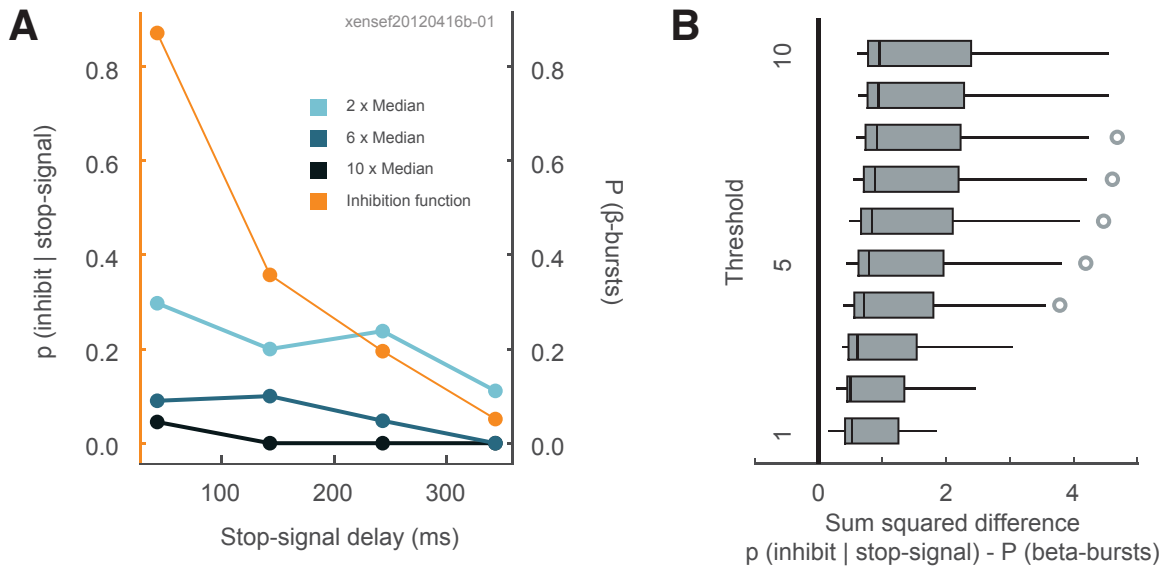 A
xensef20120416b-01
0.8
0.6
0.4
0.2
0.0
p (inhibit | stop-signal)
2 x Median
6 x Median
10 x Median
Inhibition function
0.8
0.6
0.4
0.2
0.0
P (β-bursts)
100
200
300
Stop-signal delay (ms)
B
10
5
1
Threshold
0
2
4
Sum squared difference
p (inhibit | stop-signal) - P (beta-bursts)